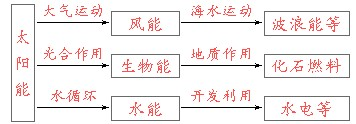 太阳能
大气运动 风能 海水运动 波浪能等
光合作用 生物能 地质作用 化石燃料
水循环 水能 开发利用 水电等